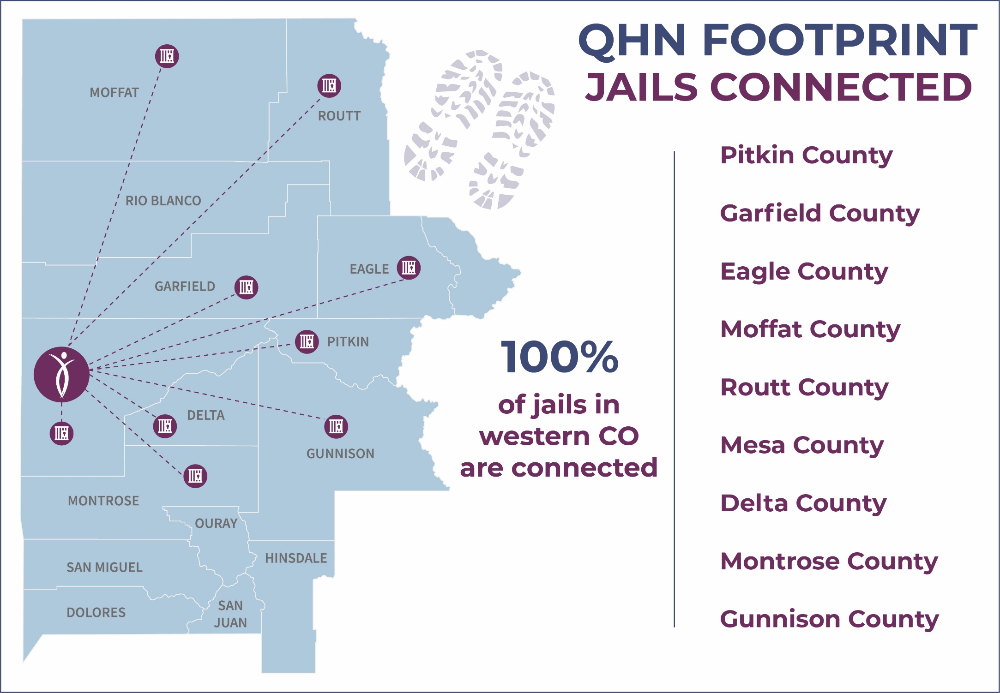 QHN FOOTPRINT
JAILS CONNECTED
MOFFAT
ROUTT
RIO BLANCO
GARFIELD
EAGLE
PITKIN
DELTA
GUNNISON
MONTROSE
OURAY
HINSDALE
SAN MIGUEL
DOLORES
SAN
JUAN
100%
of jails in
western CO
are connected
Pitkin County
Garfield County
Eagle County
Moffat County
Routt County
Mesa County
Delta County
Montrose County
Gunnison County